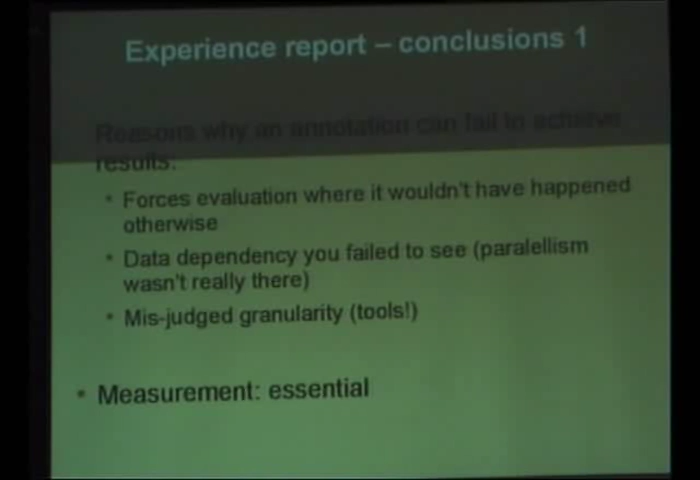 Experience report – conclusions 1
Reasons why an annotation can fail to achieve
results:
• Forces evaluation where it wouldn't have happened
otherwise
• Data dependency you failed to see (paralellism
wasn't really there)
• Mis-judged granularity (tools!)
• Measurement: essential